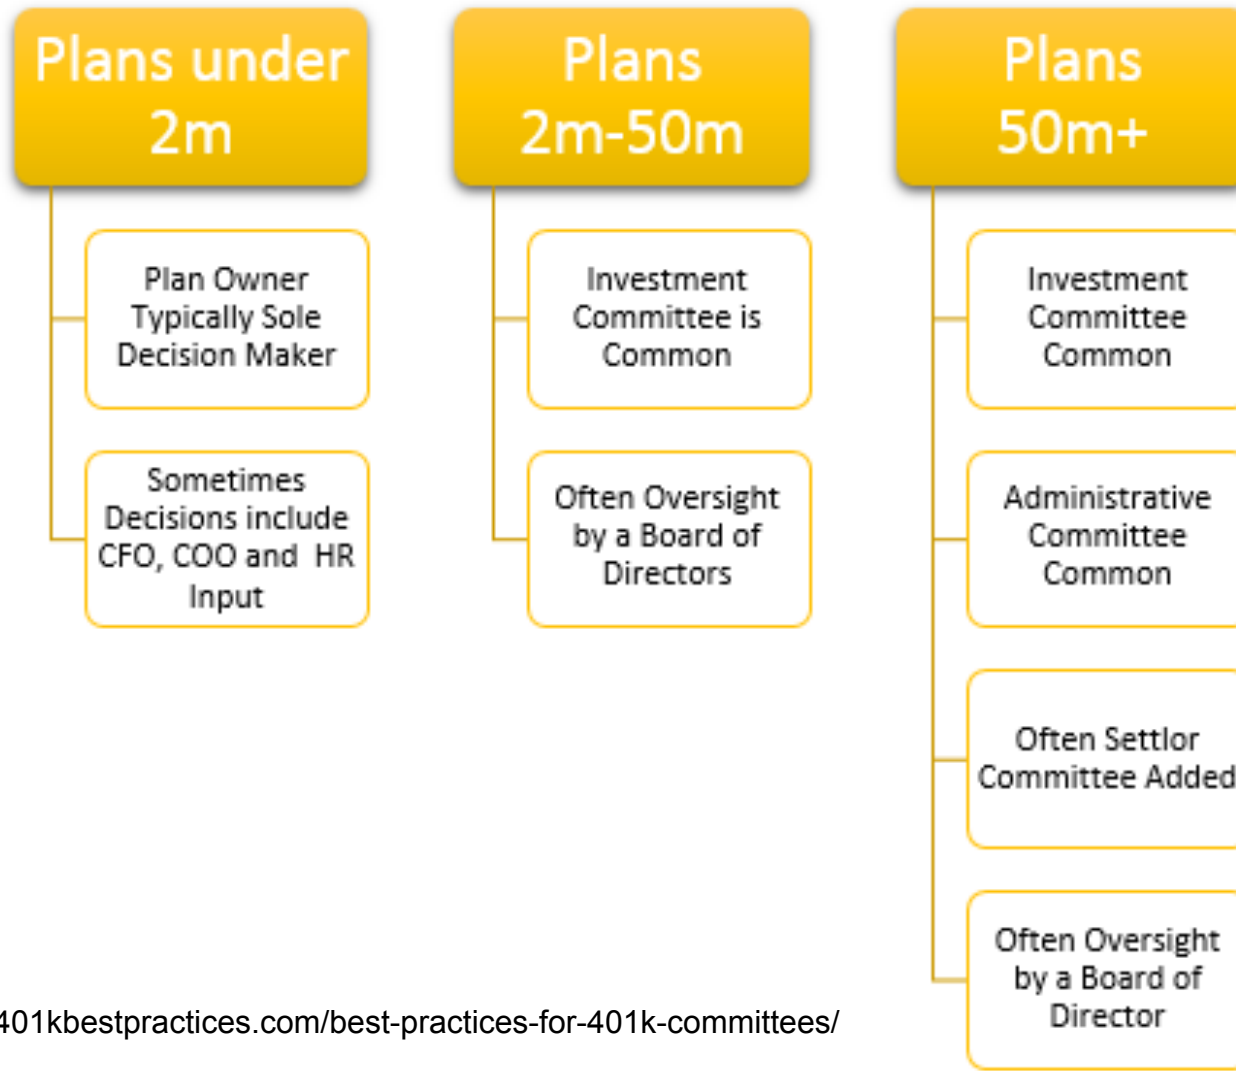 Plans under
2m
Plan Owner
Typically Sole
Decision Maker
Sometimes
Decisions include
CFO, COO and HR
Input
Plans
2m-50m
Investment
Committee is
Common
Often Oversight
by a Board of
Directors
Plans
50m+
Investment
Committee
Common
Administrative
Committee
Common
Often Settlor
Committee Added
Often Oversight
by a Board of
Director
401kbestpractices.com/best-practices-for-401k-committees/